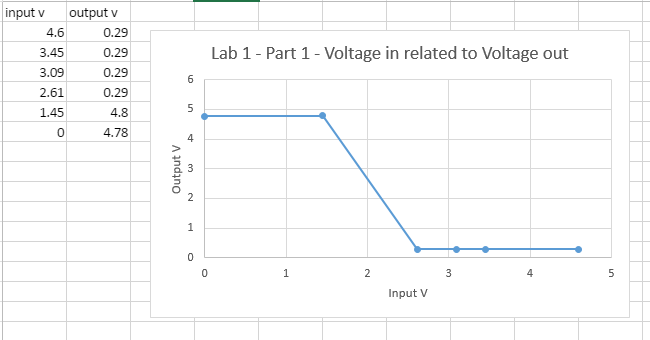 input v output v
4.6 0.29
3.45 0.29
3.09 0.29
2.61 0.29
1.45 4.8
0 4.78
Lab 1 - Part 1 - Voltage in related to Voltage out
6
5
4
3
2
1
0
Output V
0 1 2 3 4 5
Input V